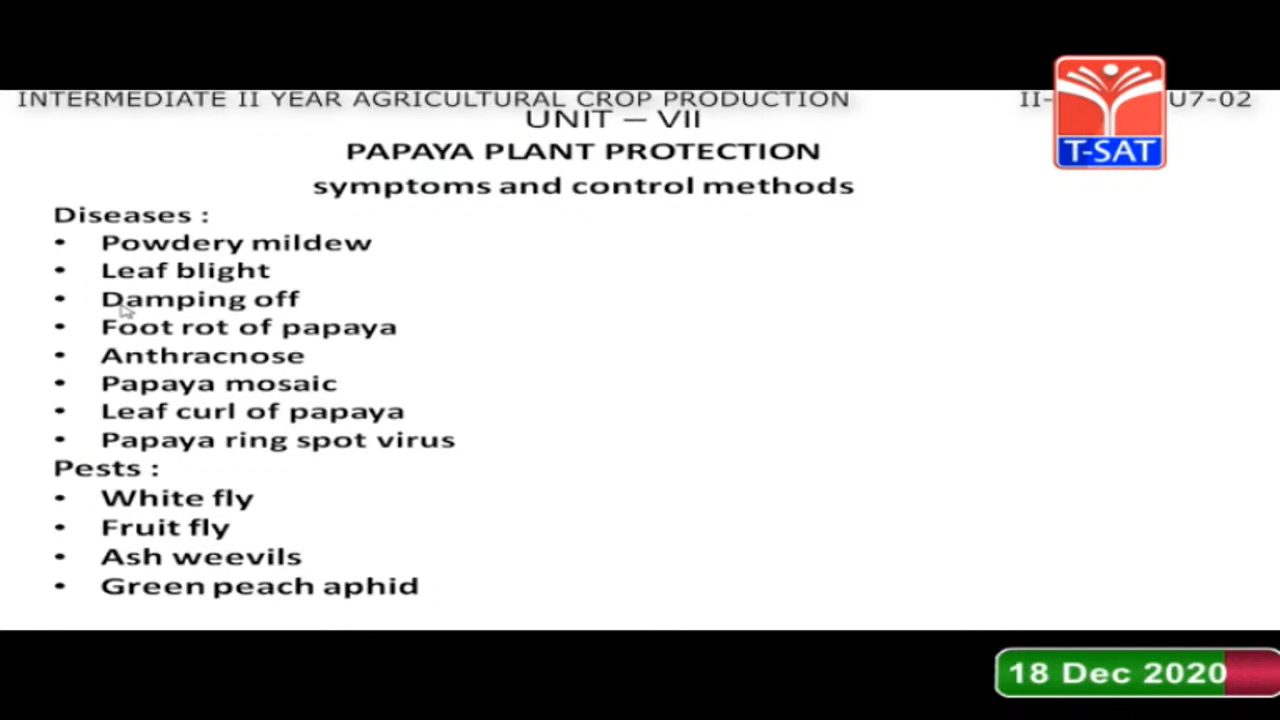 INTERMEDIATE II YEAR AGRICULTURAL CROP PRODUCTION II- U7-02
UNIT – VII
PAPAYA PLANT PROTECTION
symptoms and control methods
Diseases :
• Powdery mildew
• Leaf blight
• Damping off
• Foot rot of papaya
• Anthracnose
• Papaya mosaic
• Leaf curl of papaya
• Papaya ring spot virus
Pests :
• White fly
• Fruit fly
• Ash weevils
• Green peach aphid
T-SAT
18 Dec 2020